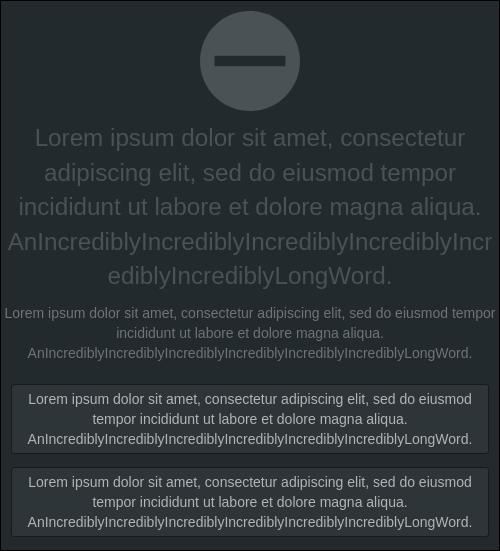 Lorem ipsum dolor sit amet, consectetur
adipiscing elit, sed do eiusmod tempor
incididunt ut labore et dolore magna aliqua.
AnIncrediblyIncrediblyIncrediblyIncrediblyIncr
ediblyIncrediblyLongWord.
Lorem ipsum dolor sit amet, consectetur adipiscing elit, sed do eiusmod tempor
incididunt ut labore et dolore magna aliqua.
AnIncrediblyIncrediblyIncrediblyIncrediblyIncrediblyIncrediblyLongWord.
Lorem ipsum dolor sit amet, consectetur adipiscing elit, sed do eiusmod
tempor incididunt ut labore et dolore magna aliqua.
AnIncrediblyIncrediblyIncrediblyIncrediblyIncrediblyIncrediblyLongWord.
Lorem ipsum dolor sit amet, consectetur adipiscing elit, sed do eiusmod
tempor incididunt ut labore et dolore magna aliqua.
AnIncrediblyIncrediblyIncrediblyIncrediblyIncrediblyIncrediblyLongWord.